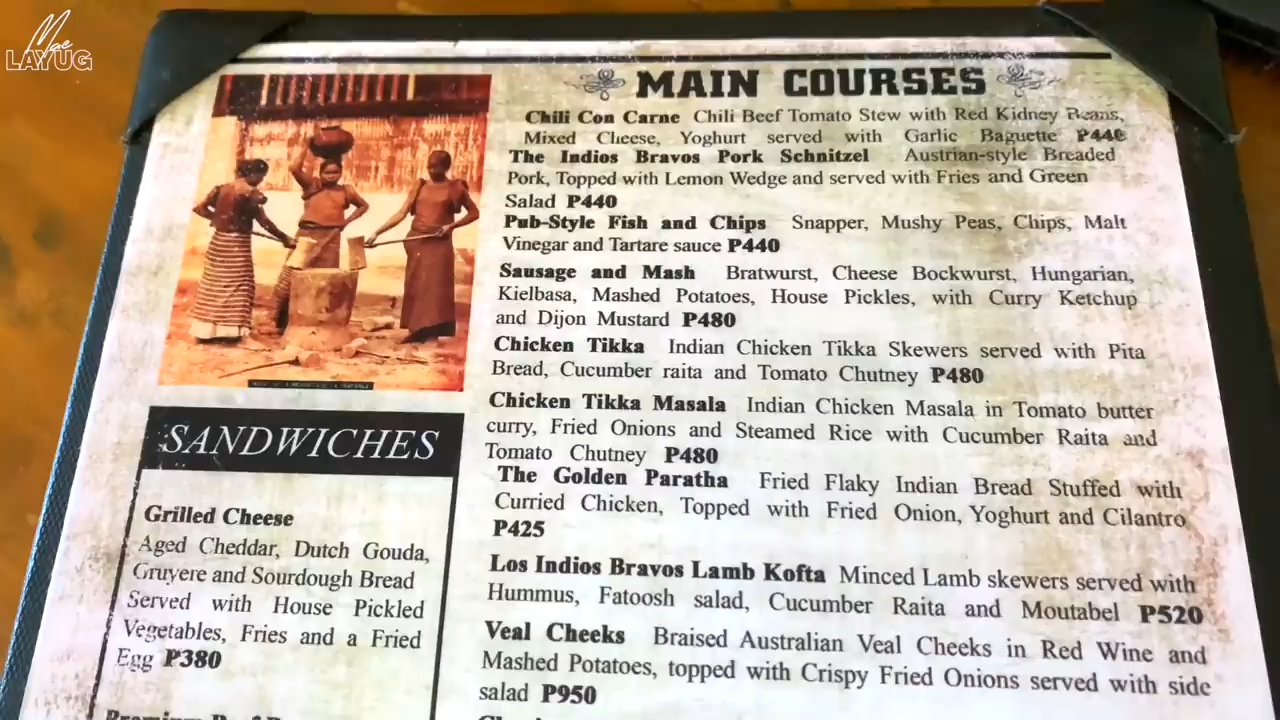 Mae
LAYUG
MAIN COURSES
Chili Con Carne Chili Beef Tomato Stew with Red Kidney Beans,
Mixed Cheese, Yoghurt served with Garlic Baguette P440
The Indios Bravos Pork Schnitzel Austrian-style Breaded
Pork, Topped with Lemon Wedge and served with Fries and Green
Salad P440
Pub-Style Fish and Chips Snapper, Mushy Peas, Chips, Malt
Vinegar and Tartare sauce P440
Sausage and Mash Bratwurst, Cheese Bockwurst, Hungarian,
Kielbasa, Mashed Potatoes, House Pickles, with Curry Ketchup
and Dijon Mustard P480
Chicken Tikka Indian Chicken Tikka Skewers served with Pita
Bread, Cucumber raita and Tomato Chutney P480
Chicken Tikka Masala Indian Chicken Masala in Tomato butter
curry, Fried Onions and Steamed Rice with Cucumber Raita and
Tomato Chutney P480
The Golden Paratha Fried Flaky Indian Bread Stuffed with
Curried Chicken, Topped with Fried Onion, Yoghurt and Cilantro
P425
Los Indios Bravos Lamb Kofta Minced Lamb skewers served with
Hummus, Fatoosh salad, Cucumber Raita and Moutabel P520
Veal Cheeks Braised Australian Veal Cheeks in Red Wine and
Mashed Potatoes, topped with Crispy Fried Onions served with side
salad P950
SANDWICHES
Grilled Cheese
Aged Cheddar, Dutch Gouda,
Gruyere and Sourdough Bread
Served with House Pickled
Vegetables, Fries and a Fried
Egg P380